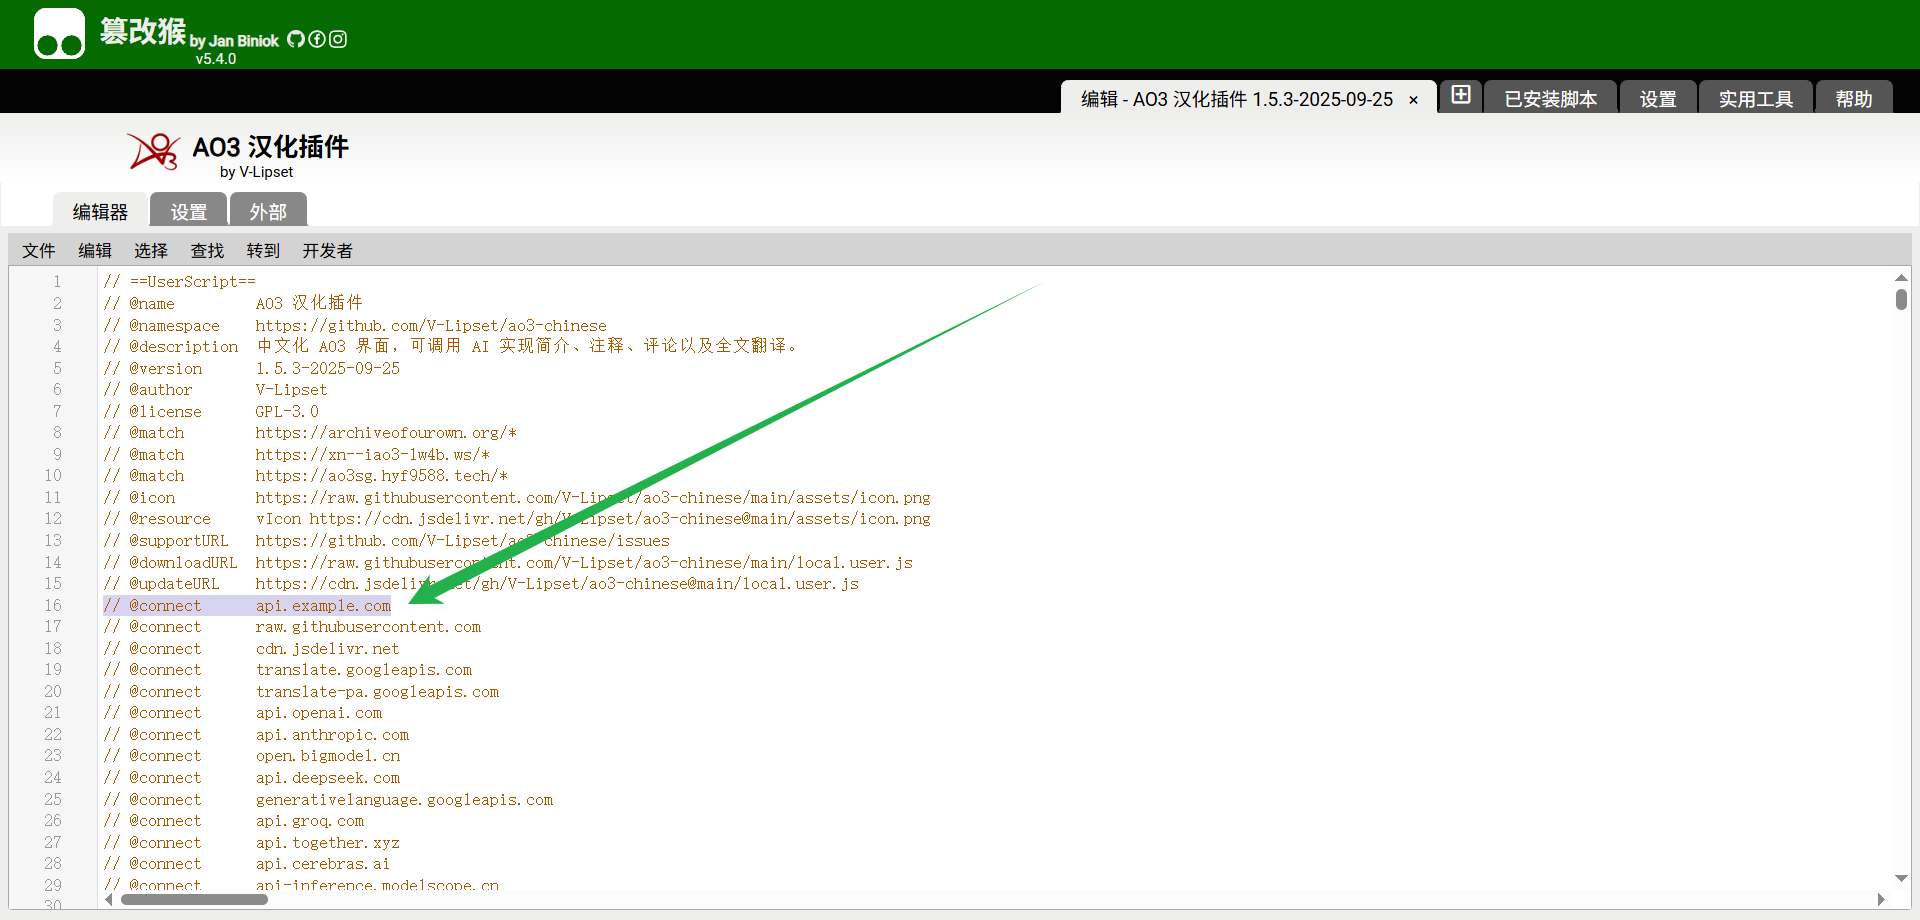 篡改猴 by Jan Biniok
v5.4.0
编辑 - AO3 汉化插件 1.5.3-2025-09-25 × 已安装脚本 设置 实用工具 帮助
AO3 汉化插件
by V-Lipset
编辑器 设置 外部
文件 编辑 选择 查找 转到 开发者
1 // ==UserScript==
2 // @name AO3 汉化插件
3 // @namespace https://github.com/V-Lipset/ao3-chinese
4 // @description 中文化 AO3 界面，可调用 AI 实现简介、注释、评论以及全文翻译。
5 // @version 1.5.3-2025-09-25
6 // @author V-Lipset
7 // @license GPL-3.0
8 // @match https://archiveofourown.org/*
9 // @match https://xn--iao3-lw4b.ws/*
10 // @match https://ao3sg.hyf9588.tech/*
11 // @icon https://raw.githubusercontent.com/V-Lipset/ao3-chinese/main/assets/icon.png
12 // @resource vIcon https://cdn.jsdelivr.net/gh/V-Lipset/ao3-chinese@main/assets/icon.png
13 // @supportURL https://github.com/V-Lipset/ao3-chinese/issues
14 // @downloadURL https://raw.githubusercontent.com/V-Lipset/ao3-chinese/main/local.user.js
15 // @updateURL https://cdn.jsdelivr.net/gh/V-Lipset/ao3-chinese@main/local.user.js
16 // @connect api.example.com
17 // @connect raw.githubusercontent.com
18 // @connect cdn.jsdelivr.net
19 // @connect translate.googleapis.com
20 // @connect translate-pa.googleapis.com
21 // @connect api.openai.com
22 // @connect api.anthropic.com
23 // @connect open.bigmodel.cn
24 // @connect api.deepseek.com
25 // @connect generativelanguage.googleapis.com
26 // @connect api.groq.com
27 // @connect api.together.xyz
28 // @connect api.cerebras.ai
29 // @connect api-inference.modelscope.cn
30